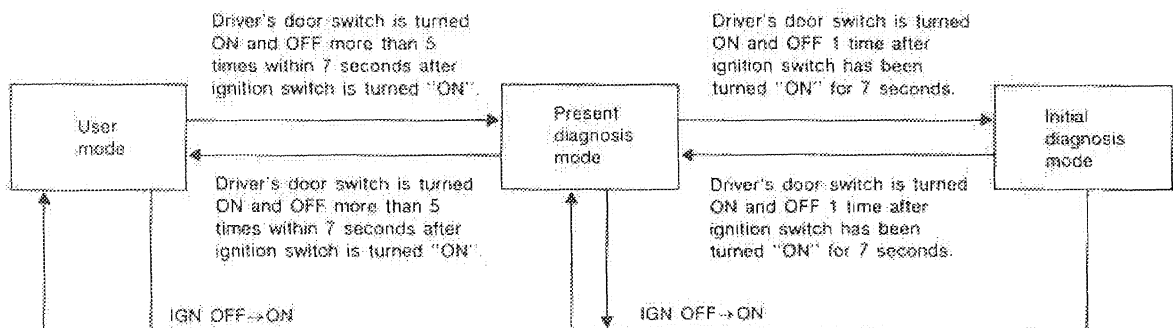 Driver's door switch is turned
ON and OFF more than 5
times within 7 seconds after
ignition switch is turned "ON".
Driver's door switch is turned
ON and OFF 1 time after
ignition switch has been
turned "ON" for 7 seconds.
User
mode
Present
diagnosis
mode
Initial
diagnosis
mode
Driver's door switch is turned
ON and OFF more than 5
times within 7 seconds after
ignition switch is turned "ON".
Driver's door switch is turned
ON and OFF 1 time after
ignition switch has been
turned "ON" for 7 seconds.
IGN OFF→ON
IGN OFF→ON